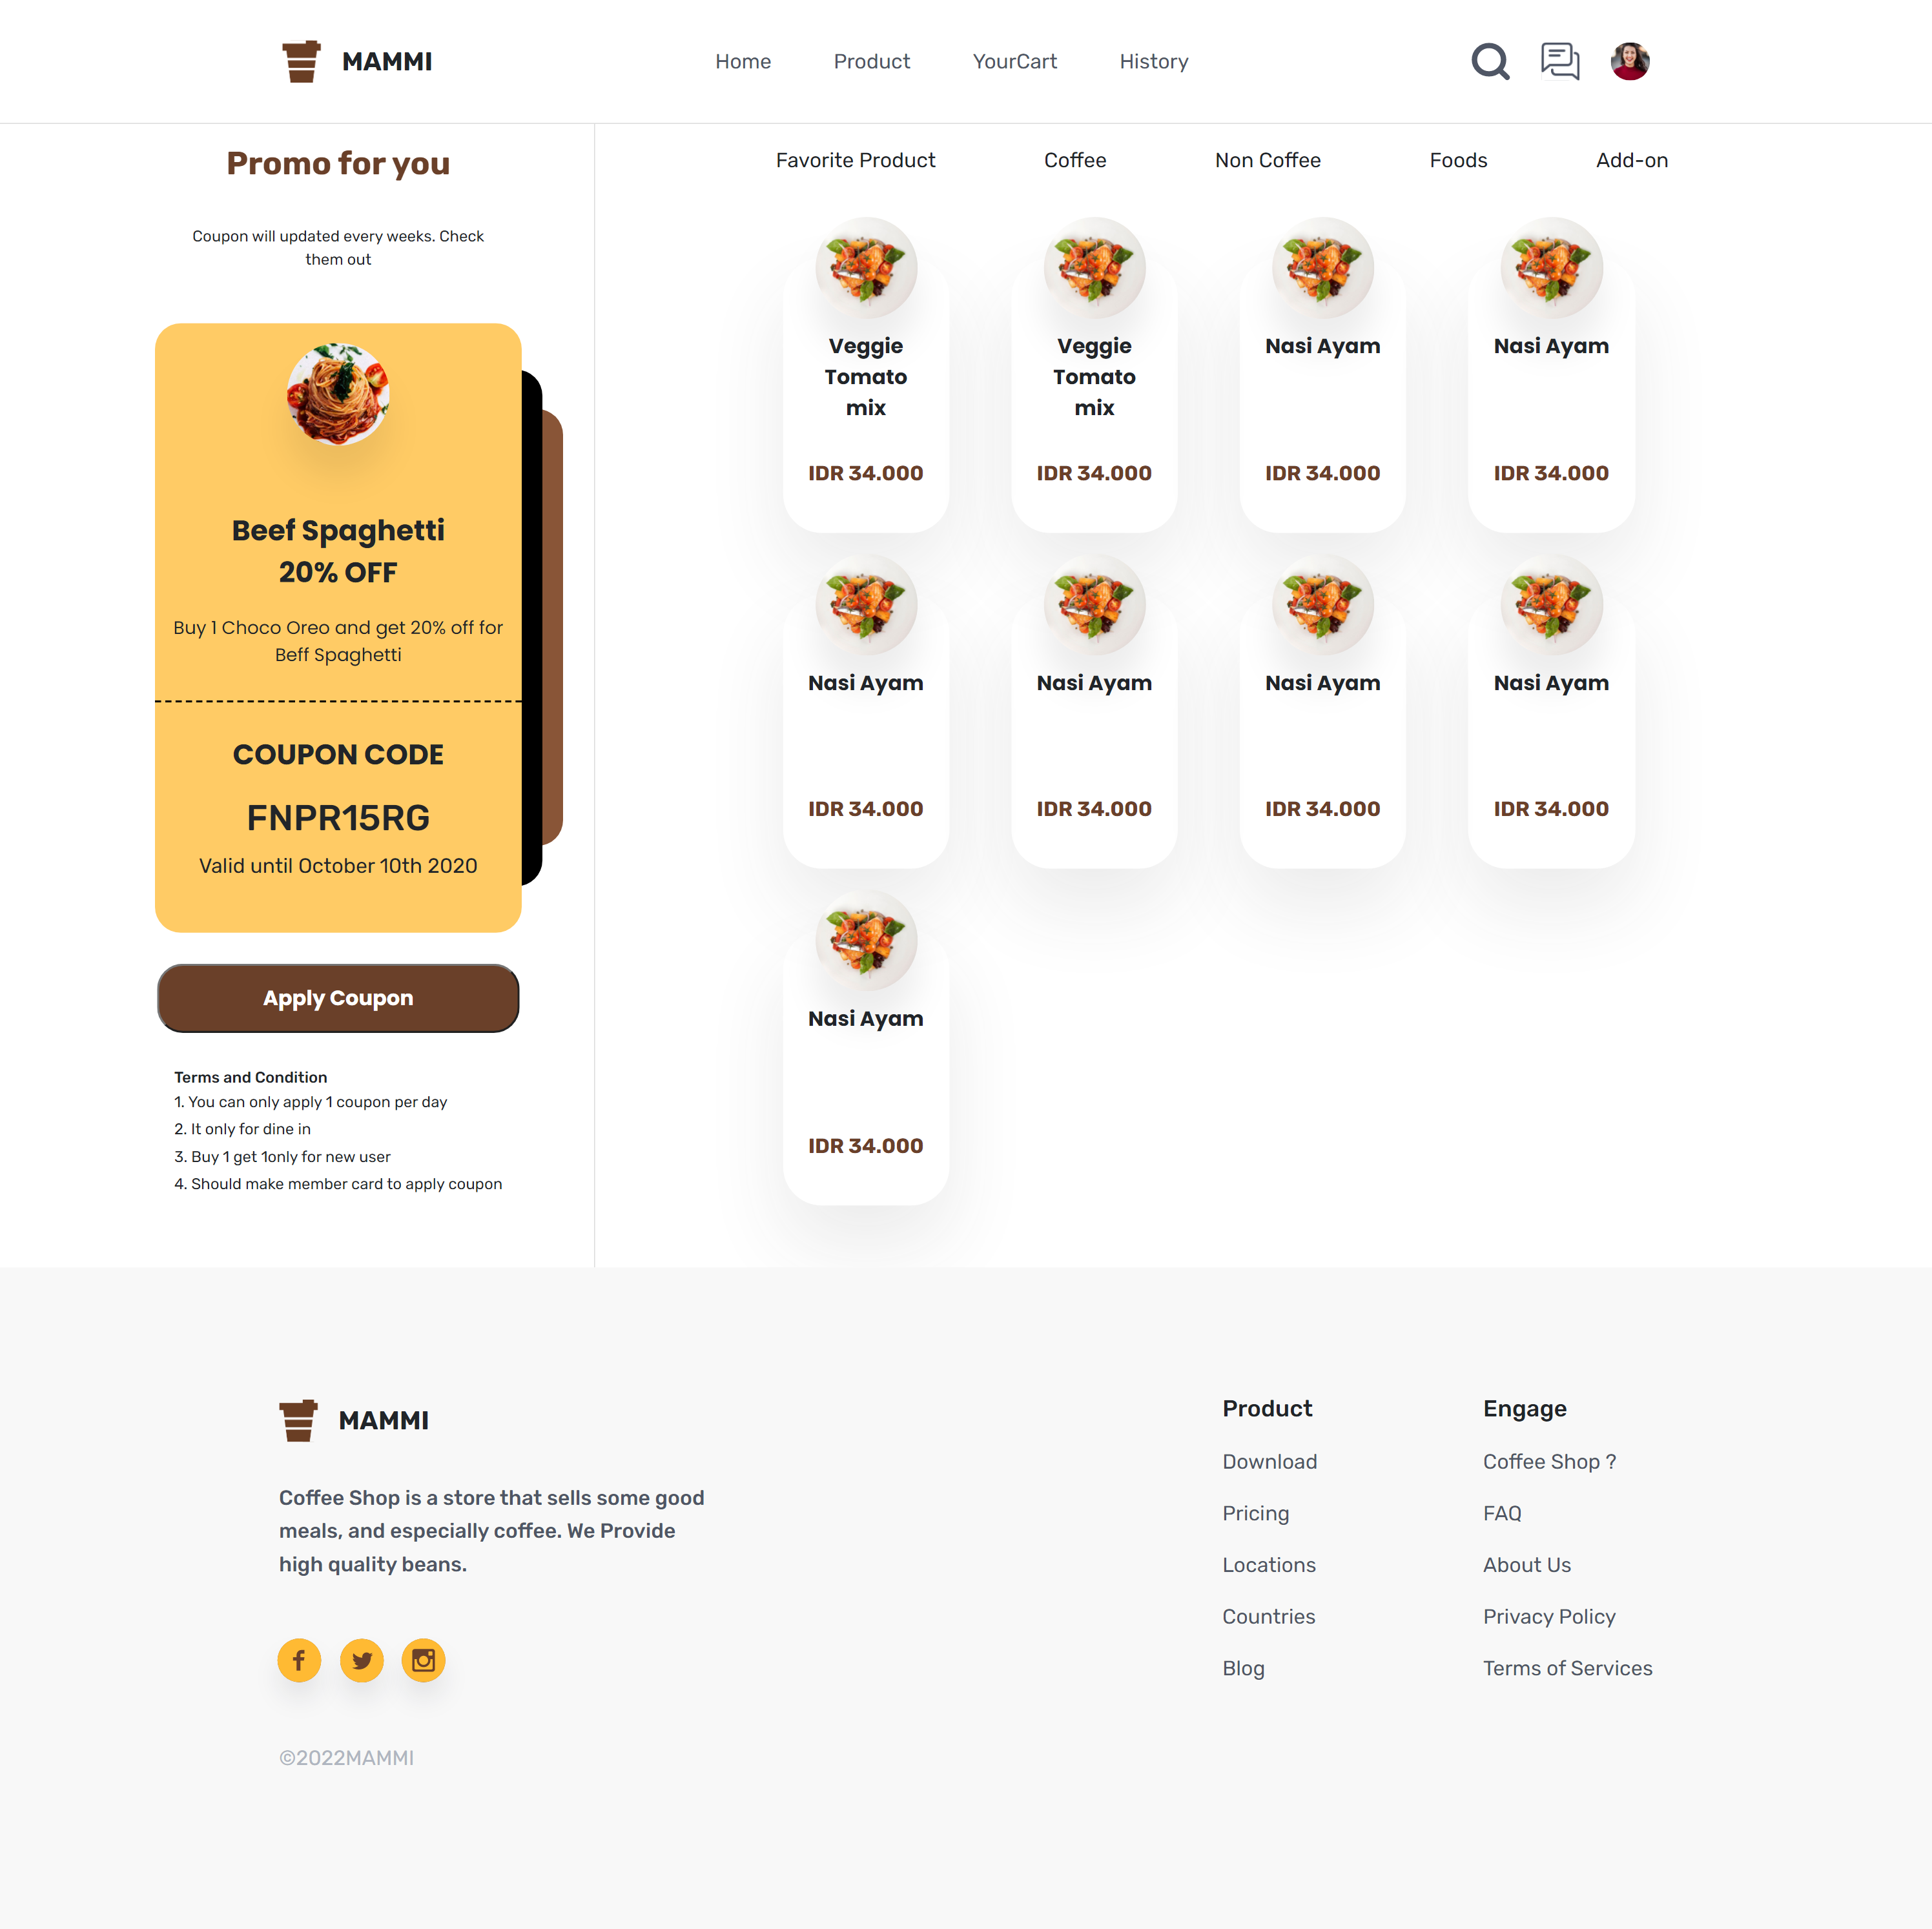 MAMMI
Home
Product
YourCart
History
Promo for you
Coupon will updated every weeks. Check
them out
Beef Spaghetti
20% OFF
Buy 1 Choco Oreo and get 20% off for
Beff Spaghetti
COUPON CODE
FNPR15RG
Valid until October 10th 2020
Apply Coupon
Terms and Condition
1. You can only apply 1 coupon per day
2. It only for dine in
3. Buy 1 get 1only for new user
4. Should make member card to apply coupon
Favorite Product
Coffee
Non Coffee
Foods
Add-on
Veggie
Tomato
mix
IDR 34.000
Veggie
Tomato
mix
IDR 34.000
Nasi Ayam
IDR 34.000
Nasi Ayam
IDR 34.000
Nasi Ayam
IDR 34.000
Nasi Ayam
IDR 34.000
Nasi Ayam
IDR 34.000
Nasi Ayam
IDR 34.000
Nasi Ayam
IDR 34.000
MAMMI
Coffee Shop is a store that sells some good
meals, and especially coffee. We Provide
high quality beans.
©2022MAMMI
Product
Download
Pricing
Locations
Countries
Blog
Engage
Coffee Shop ?
FAQ
About Us
Privacy Policy
Terms of Services